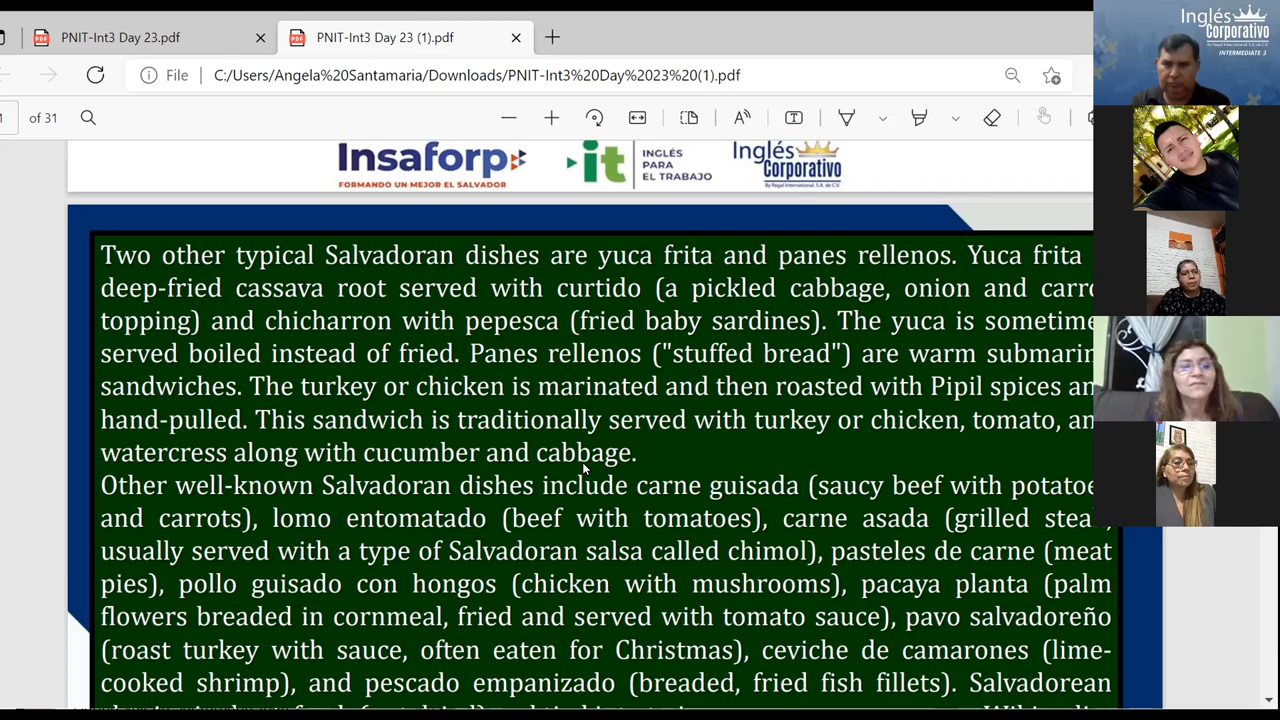 PNIT-Int3 Day 23.pdf
PNIT-Int3 Day 23 (1).pdf
File
C:/Users/Angela%20Santamaria/Downloads/PNIT-Int3%20Day%2023%20(1).pdf
1 of 31
Insaforp
FORMANDO UN MEJOR EL SALVADOR
it
INGLÉS
PARA
EL TRABAJO
Inglés
Corporativo
By Regal International, S.A. de C.V.
Two other typical Salvadoran dishes are yuca frita and panes rellenos. Yuca frita
deep-fried cassava root served with curtido (a pickled cabbage, onion and carro
topping) and chicharron with pepesca (fried baby sardines). The yuca is sometime
served boiled instead of fried. Panes rellenos ("stuffed bread") are warm submarin
sandwiches. The turkey or chicken is marinated and then roasted with Pipil spices an
hand-pulled. This sandwich is traditionally served with turkey or chicken, tomato, an
watercress along with cucumber and cabbage.
Other well-known Salvadoran dishes include carne guisada (saucy beef with potatoe
and carrots), lomo entomatado (beef with tomatoes), carne asada (grilled steak,
usually served with a type of Salvadoran salsa called chimol), pasteles de carne (meat
pies), pollo guisado con hongos (chicken with mushrooms), pacaya planta (palm
flowers breaded in cornmeal, fried and served with tomato sauce), pavo salvadoreño
(roast turkey with sauce, often eaten for Christmas), ceviche de camarones (lime-
cooked shrimp), and pescado empanizado (breaded, fried fish fillets). Salvadorean
Inglés
Corporativo
By Regal International, S.A. de C.V.
INTERMEDIATE 3